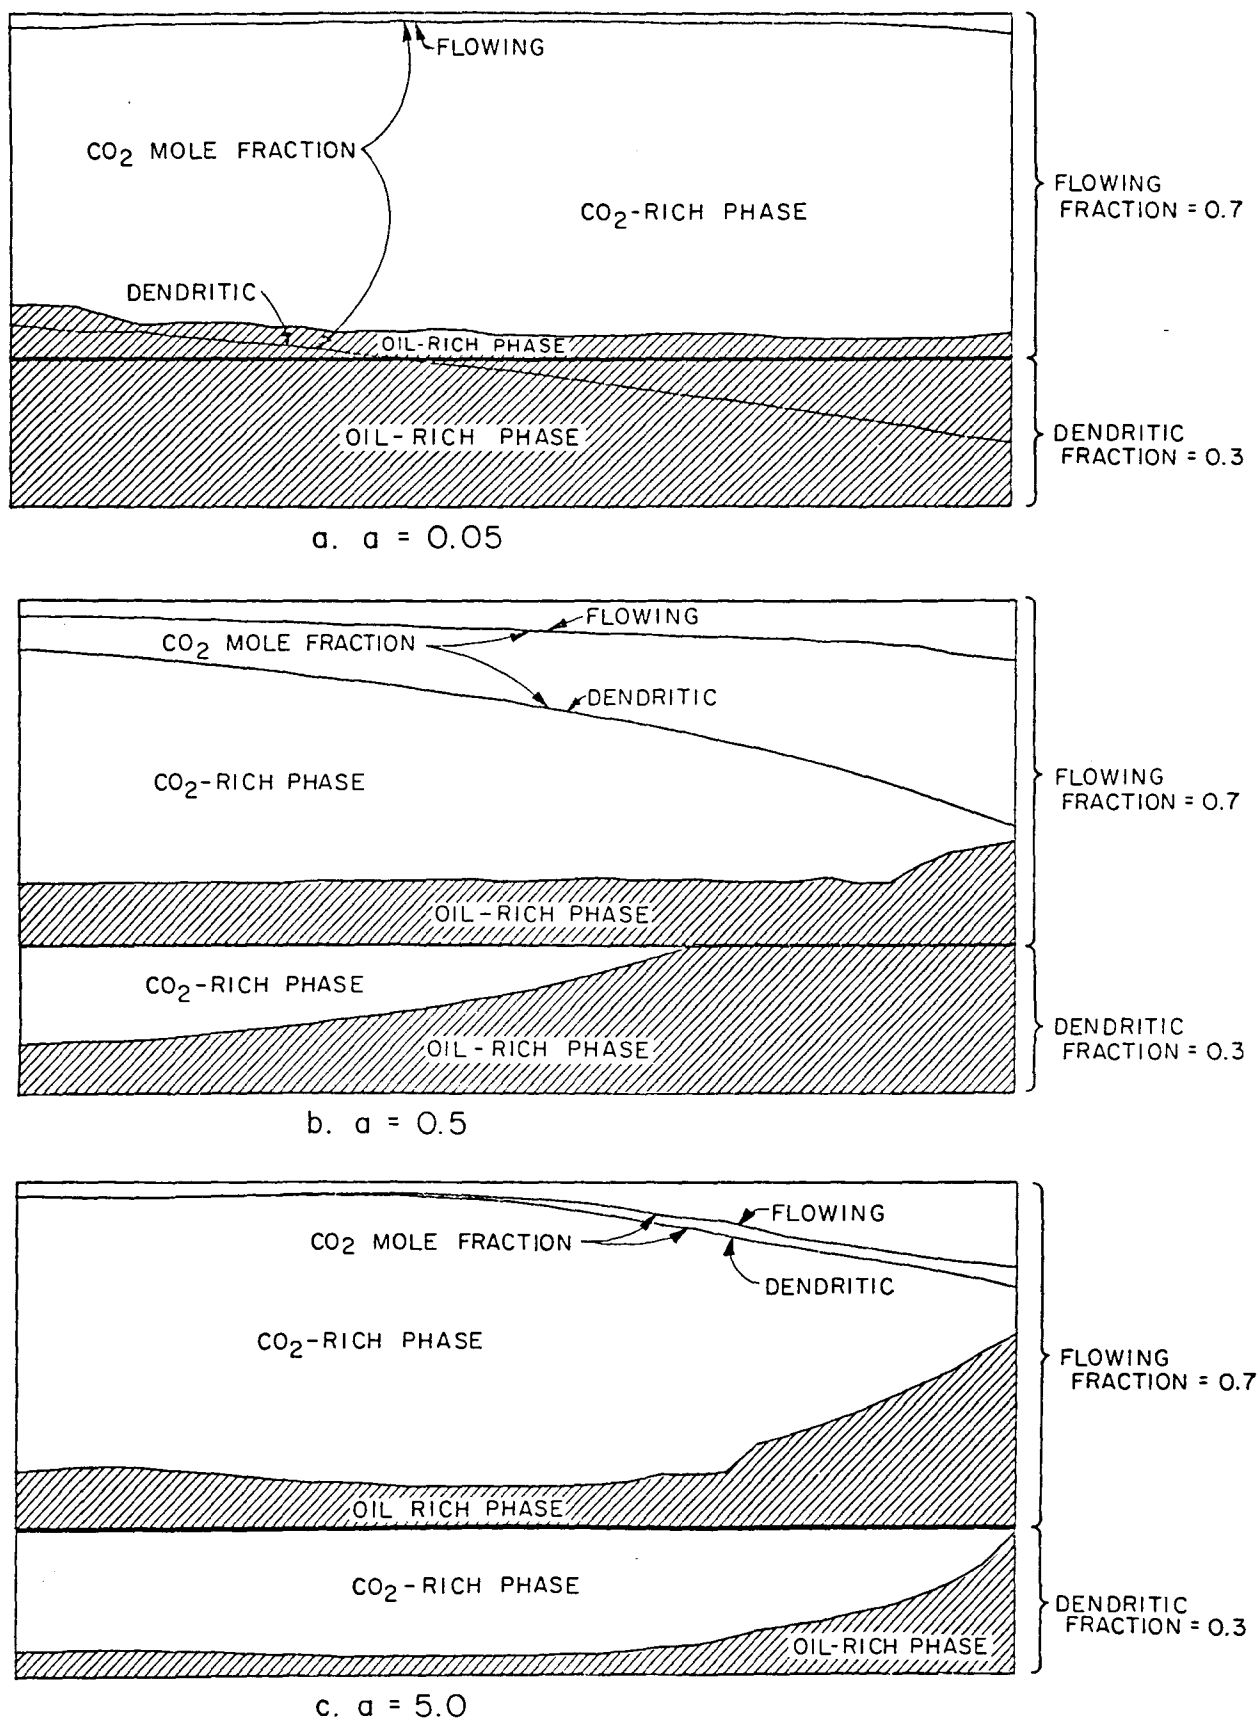 FLOWING
CO2 MOLE FRACTION
CO2-RICH PHASE
FLOWING
FRACTION = 0.7
DENDRITIC
OIL-RICH PHASE
OIL-RICH PHASE
DENDRITIC
FRACTION = 0.3
a. a = 0.05
FLOWING
CO2 MOLE FRACTION
DENDRITIC
CO2-RICH PHASE
FLOWING
FRACTION = 0.7
OIL-RICH PHASE
CO2-RICH PHASE
OIL-RICH PHASE
DENDRITIC
FRACTION = 0.3
b. a = 0.5
FLOWING
CO2 MOLE FRACTION
DENDRITIC
CO2-RICH PHASE
FLOWING
FRACTION = 0.7
OIL RICH PHASE
CO2-RICH PHASE
OIL-RICH PHASE
DENDRITIC
FRACTION = 0.3
c. a = 5.0